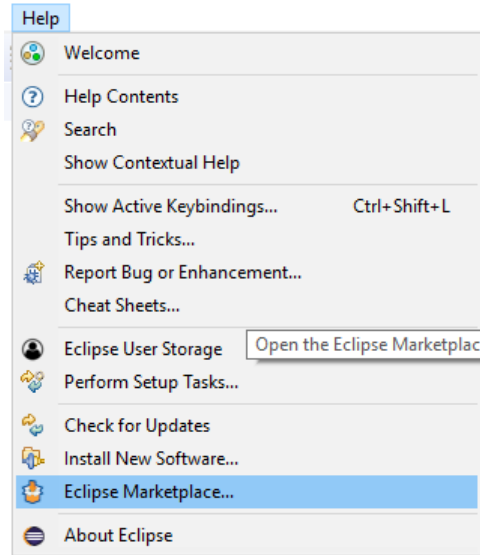 Help
Welcome
Help Contents
Search
Show Contextual Help
Show Active Keybindings... Ctrl+Shift+L
Tips and Tricks...
Report Bug or Enhancement...
Cheat Sheets...
Eclipse User Storage Open the Eclipse Marketplac
Perform Setup Tasks...
Check for Updates
Install New Software...
Eclipse Marketplace...
About Eclipse